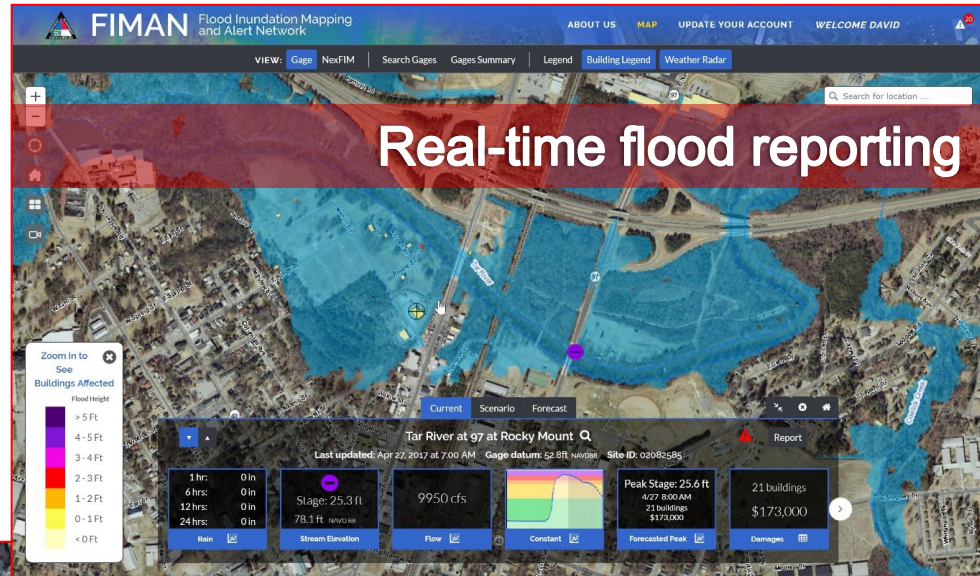 FIMAN
Flood Inundation Mapping
and Alert Network
ABOUT US MAP UPDATE YOUR ACCOUNT WELCOME DAVID
20
VIEW: Gage NexFIM Search Gages Gages Summary Legend Building Legend Weather Radar
+
97
Search for location ...
−
Real-time flood reporting
Tar River
97
Zoom In to
See
Buildings Affected
Flood Height
> 5 Ft
4 - 5 Ft
3 - 4 Ft
2 - 3 Ft
1 - 2 Ft
0 - 1 Ft
< 0 Ft
Current Scenario Forecast
Tar River at 97 at Rocky Mount
Report
Last updated: Apr 27, 2017 at 7:00 AM Gage datum: 52.8ft NAVD88 Site ID: 02082585
1 hr: 0 in
6 hrs: 0 in
12 hrs: 0 in
24 hrs: 0 in
Rain
Stage: 25.3 ft
78.1 ft NAVD 88
Stream Elevation
9950 cfs
Flow
Constant
Peak Stage: 25.6 ft
4/27 8:00 AM
21 buildings
$173,000
Forecasted Peak
21 buildings
$173,000
Damages